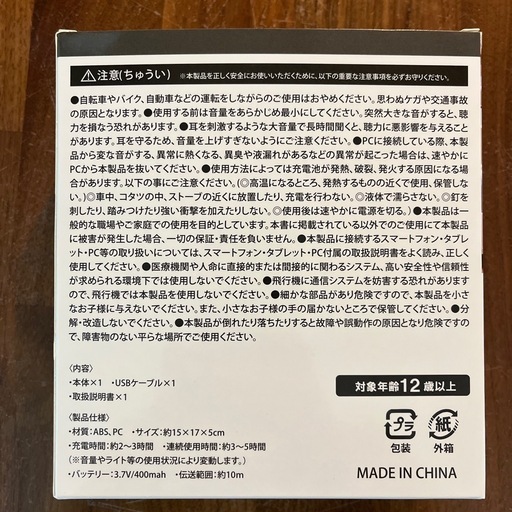 ⚠注意(ちゅうい) ※本製品を正しく安全にお使いいただくために、以下の重要な注意事項を必ずお守りください。
●自転車やバイク、自動車などの運転をしながらのご使用はおやめください。思わぬケガや交通事故
の原因となります。●使用する前は音量をあらかじめ最小にしてください。突然大きな音がすると、聴
力を損なう恐れがあります。●耳を刺激するような大音量で長時間聞くと、聴力に悪影響を与えること
があります。耳を守るため、音量を上げすぎないようにご注意ください。●PCに接続している際、本製
品から変な音がする、異常に熱くなる、異臭や液漏れがあるなどの異常が起こった場合は、速やかに
PCから本製品を抜いてください。●使用方法によっては充電池が発熱、破裂、発火する原因になる場
合があります。以下の事にご注意ください。(◎高温になるところ、発熱するものの近くで使用、保管しな
い。)◎車中、コタツの中、ストーブの近くに放置したり、充電を行わない。◎液体で濡らさない。◎釘を
刺したり、踏みつけたり強い衝撃を加えたりしない。◎使用後は速やかに電源を切る。)●本製品は一
般的な職場やご家庭での使用を目的としています。本書に掲載されている以外でのご使用にて本製品
に被害が発生した場合、一切の保証・責任を負いません。●本製品に接続するスマートフォン・タブレッ
ト・PC等の取り扱いについては、スマートフォン・タブレット・PC付属の取扱説明書をよく読み、正しく
使用してください。●医療機関や人命に直接的または間接的に関わるシステム、高い安全性や信頼性
が求められる環境下では使用しないでください。●飛行機に通信システムを妨害する恐れがあります
ので、飛行機では本製品を使用しないでください。●細かな部品があり危険ですので、本製品を小さ
なお子様に与えないでください。また、小さなお子様の手の届かないところで保管してください。●分
解・改造しないでください。●本製品が倒れたり落ちたりすると故障や誤動作の原因となり危険ですの
で、障害物のない平らな場所でご使用ください。
〈内容〉
・本体×1 ・USBケーブル×1
・取扱説明書×1
対象年齢12歳以上
〈製品仕様〉
・材質：ABS、PC ・サイズ：約15×17×5cm
・充電時間：約2～3時間 ・連続使用時間：約3～5時間
（※音量やライト等の使用状況により変動します。）
・バッテリー：3.7V/400mah ・伝送範囲：約10m
プラ 紙
包装 外箱
MADE IN CHINA